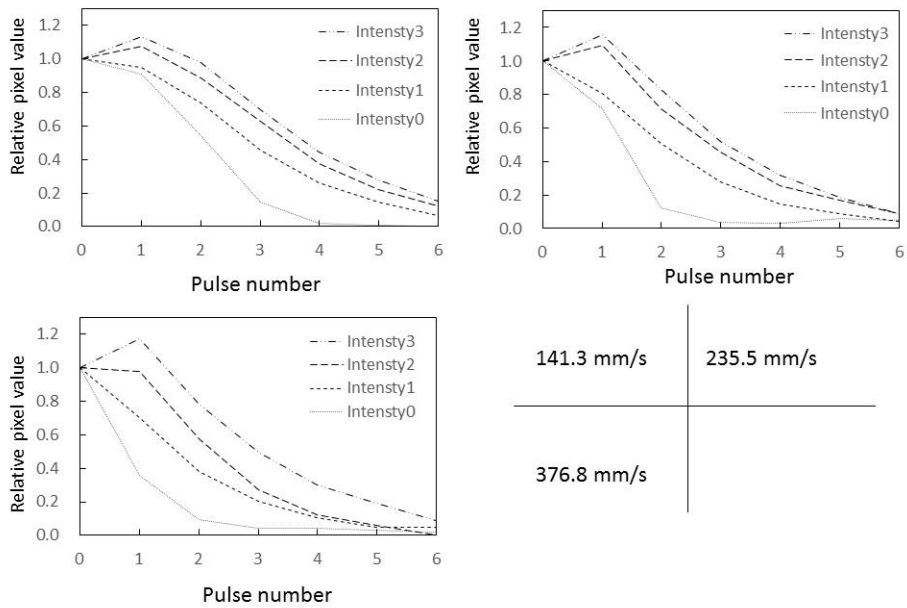 Relative pixel value
1.2
1.0
0.8
0.6
0.4
0.2
0.0
Intensty3
Intensty2
Intensty1
Intensty0
0 1 2 3 4 5 6
Pulse number
Relative pixel value
1.2
1.0
0.8
0.6
0.4
0.2
0.0
Intensty3
Intensty2
Intensty1
Intensty0
0 1 2 3 4 5 6
Pulse number
Relative pixel value
1.2
1.0
0.8
0.6
0.4
0.2
0.0
Intensty3
Intensty2
Intensty1
Intensty0
0 1 2 3 4 5 6
Pulse number
141.3 mm/s 235.5 mm/s
376.8 mm/s